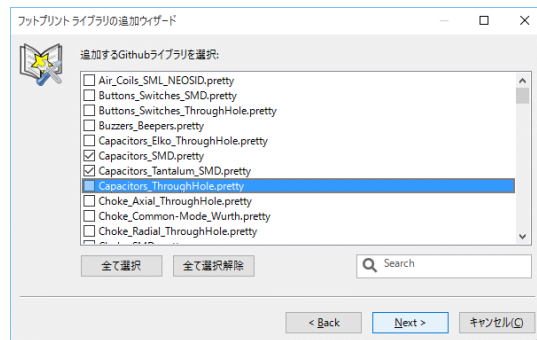 フットプリント ライブラリの追加ウィザード
追加するGithubライブラリを選択:
Air_Coils_SML_NEOSID.pretty
Buttons_Switches_SMD.pretty
Buttons_Switches_ThroughHole.pretty
Buzzers_Beepers.pretty
Capacitors_Elko_ThroughHole.pretty
Capacitors_SMD.pretty
Capacitors_Tantalum_SMD.pretty
Capacitors_ThroughHole.pretty
Choke_Axial_ThroughHole.pretty
Choke_Common-Mode_Wurth.pretty
Choke_Radial_ThroughHole.pretty
全て選択 全て選択解除 Search
< Back Next > キャンセル(C)